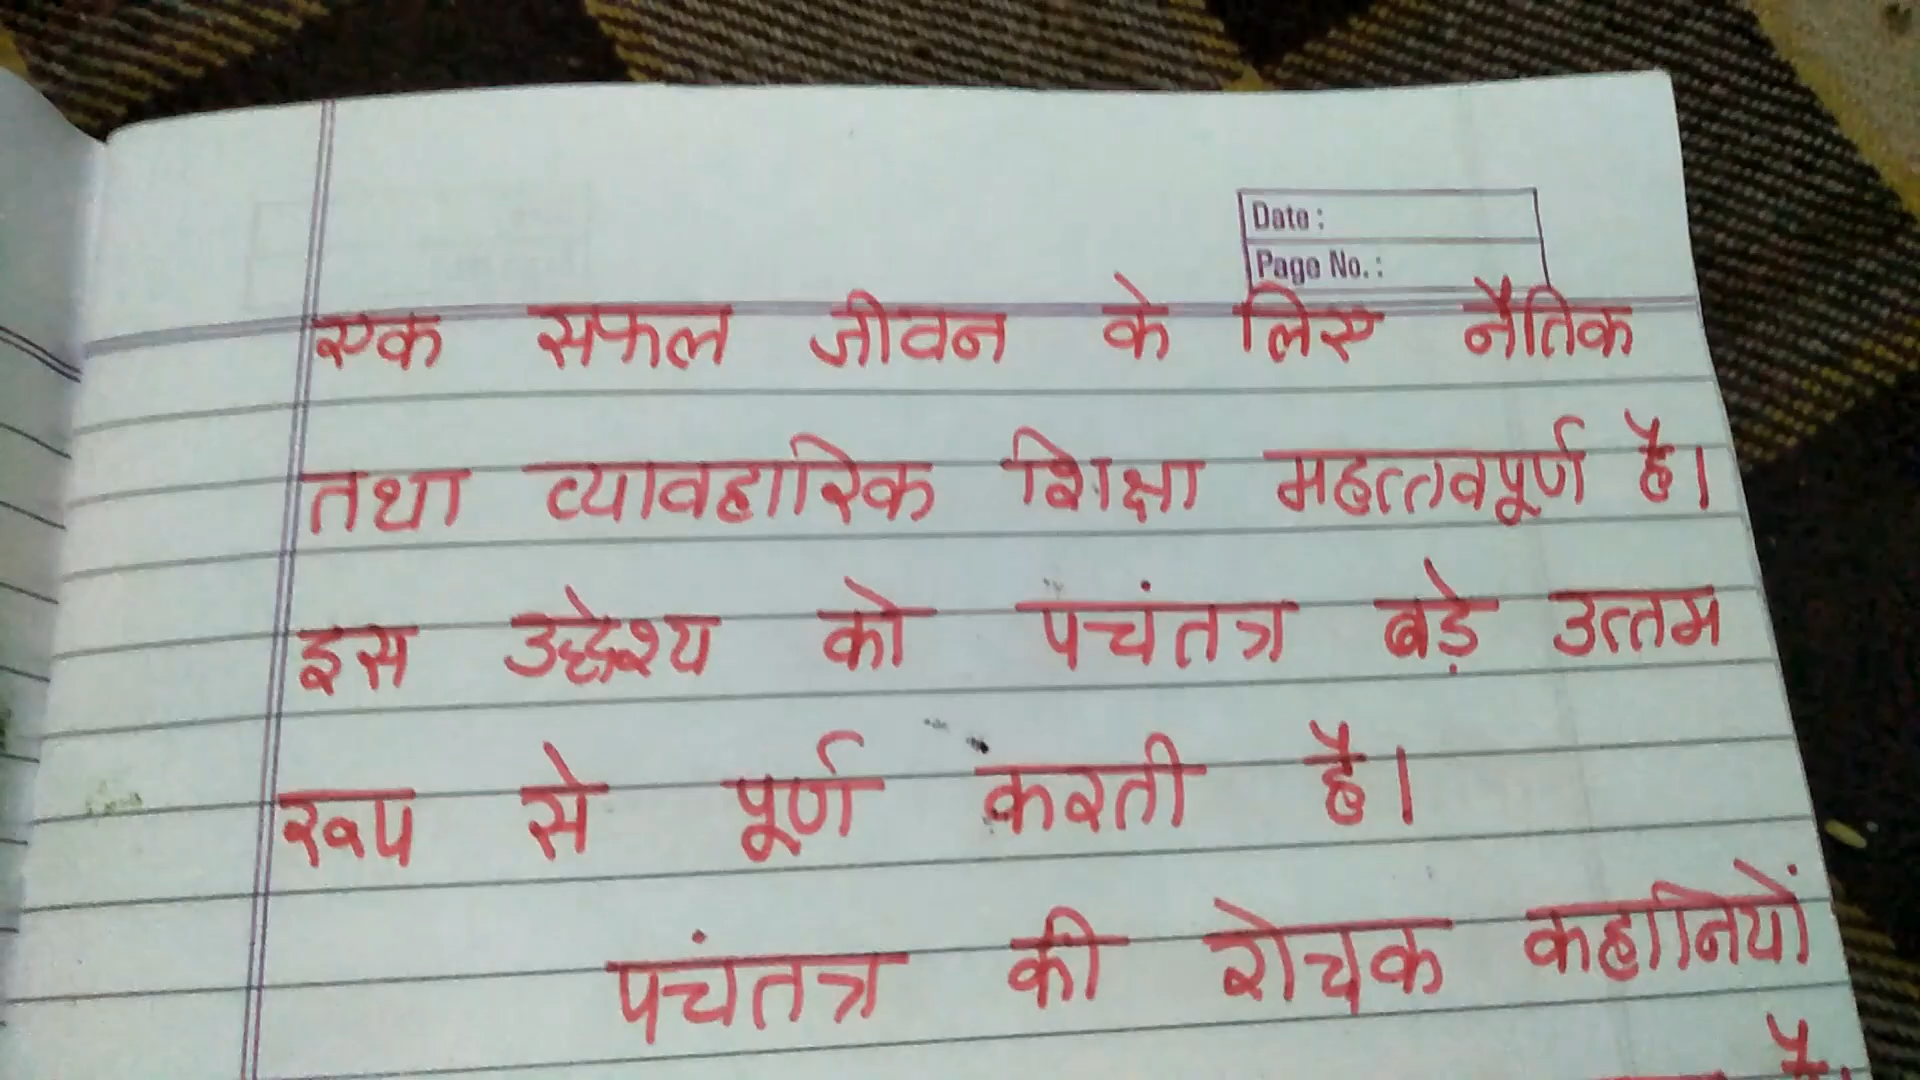 Date :
Page No. :
एक सफल जीवन के लिए नैतिक
तथा व्यावहारिक शिक्षा महत्तवपूर्ण है।
इस उद्देश्य को पचंतत्र बड़े उत्तम
रूप से पूर्ण करती है।
पचंतत्र की रोचक कहानियों